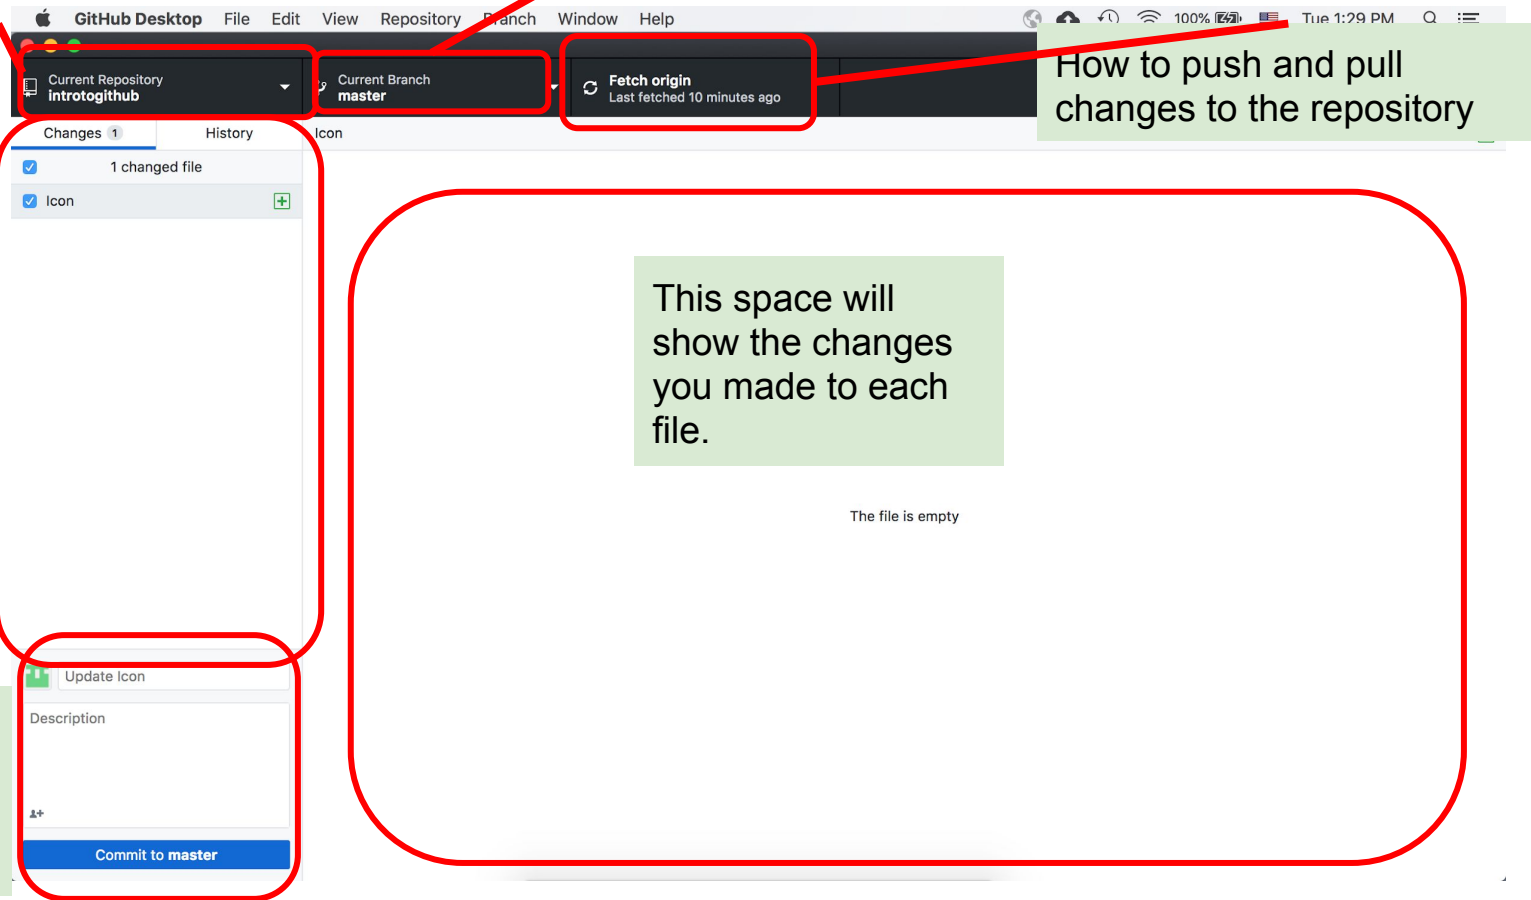 GitHub Desktop File Edit View Repository Branch Window Help 100% Tue 1:29 PM
How to push and pull
changes to the repository
Current Repository
introtogithub
Current Branch
master
Fetch origin
Last fetched 10 minutes ago
Changes 1 History Icon
1 changed file
Icon
This space will
show the changes
you made to each
file.
The file is empty
Update Icon
Description
Commit to master